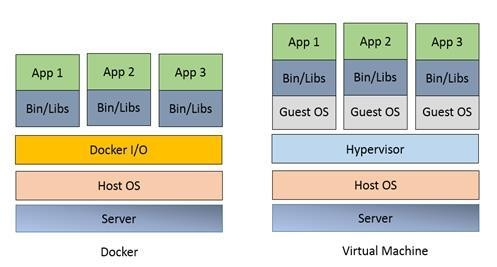 App 1 App 2 App 3
Bin/Libs Bin/Libs Bin/Libs
Docker I/O
Host OS
Server
Docker
App 1 App 2 App 3
Bin/Libs Bin/Libs Bin/Libs
Guest OS Guest OS Guest OS
Hypervisor
Host OS
Server
Virtual Machine